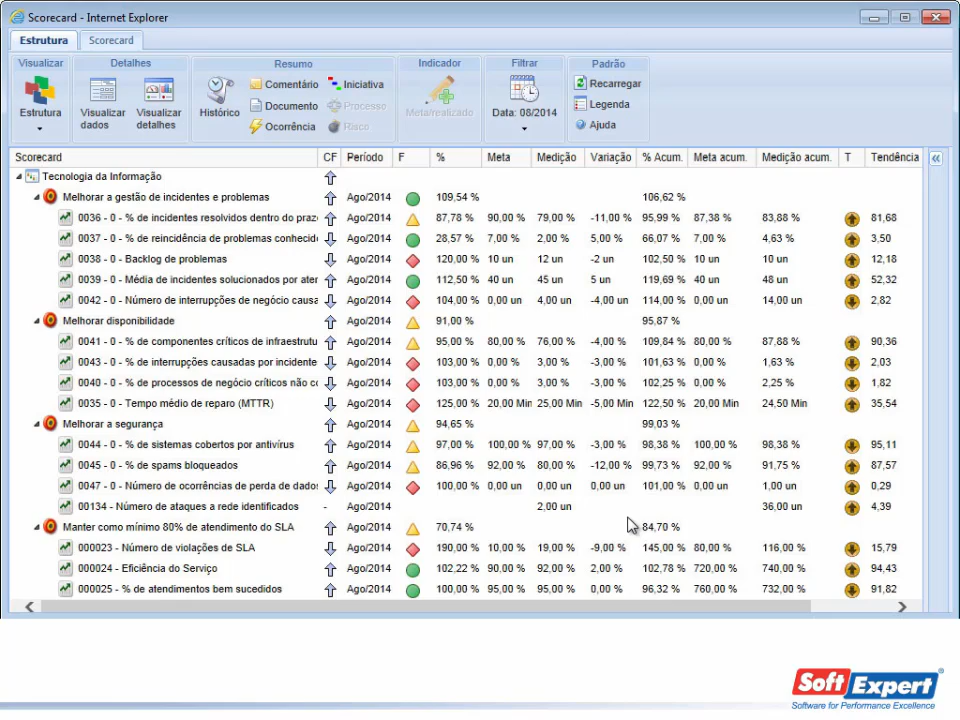 Scorecard - Internet Explorer
Estrutura Scorecard
Visualizar Detalhes Resumo Indicador Filtrar Padrão
Estrutura Visualizar dados Visualizar detalhes Histórico Comentário Iniciativa Meta/realizado Data: 08/2014 Recarregar
Documento Processo Legenda
Ocorrência Risco Ajuda
Scorecard CF Período F % Meta Medição Variação % Acum. Meta acum. Medição acum. T Tendência
Tecnologia da Informação
Melhorar a gestão de incidentes e problemas Ago/2014 109,54 % 106,62 %
0036 - 0 - % de incidentes resolvidos dentro do praz Ago/2014 87,78 % 90,00 % 79,00 % -11,00 % 95,99 % 87,38 % 83,88 % 81,68
0037 - 0 - % de reincidência de problemas conhecid Ago/2014 28,57 % 7,00 % 2,00 % 5,00 % 66,07 % 7,00 % 4,63 % 3,50
0038 - 0 - Backlog de problemas Ago/2014 120,00 % 10 un 12 un -2 un 102,50 % 10 un 10 un 12,18
0039 - 0 - Média de incidentes solucionados por aten Ago/2014 112,50 % 40 un 45 un 5 un 119,69 % 40 un 48 un 52,32
0042 - 0 - Número de interrupções de negócio causa Ago/2014 104,00 % 0,00 un 4,00 un -4,00 un 114,00 % 0,00 un 14,00 un 2,82
Melhorar disponibilidade Ago/2014 91,00 % 95,87 %
0041 - 0 - % de componentes críticos de infraestrutu Ago/2014 95,00 % 80,00 % 76,00 % -4,00 % 109,84 % 80,00 % 87,88 % 90,36
0043 - 0 - % de interrupções causadas por incidente Ago/2014 103,00 % 0,00 % 3,00 % -3,00 % 101,63 % 0,00 % 1,63 % 2,03
0040 - 0 - % de processos de negócio críticos não co Ago/2014 103,00 % 0,00 % 3,00 % -3,00 % 102,25 % 0,00 % 2,25 % 1,82
0035 - 0 - Tempo médio de reparo (MTTR) Ago/2014 125,00 % 20,00 Min 25,00 Min -5,00 Min 122,50 % 20,00 Min 24,50 Min 35,54
Melhorar a segurança Ago/2014 94,65 % 99,03 %
0044 - 0 - % de sistemas cobertos por antivírus Ago/2014 97,00 % 100,00 % 97,00 % -3,00 % 98,38 % 100,00 % 98,38 % 95,11
0045 - 0 - % de spams bloqueados Ago/2014 86,96 % 92,00 % 80,00 % -12,00 % 99,73 % 92,00 % 91,75 % 87,57
0047 - 0 - Número de ocorrências de perda de dados Ago/2014 100,00 % 0,00 un 0,00 un 0,00 un 101,00 % 0,00 un 1,00 un 0,29
00134 - Número de ataques a rede identificados - Ago/2014 2,00 un 36,00 un 4,39
Manter como mínimo 80% de atendimento do SLA Ago/2014 70,74 % 84,70 %
000023 - Número de violações de SLA Ago/2014 190,00 % 10,00 % 19,00 % -9,00 % 145,00 % 80,00 % 116,00 % 15,79
000024 - Eficiência do Serviço Ago/2014 102,22 % 90,00 % 92,00 % 2,00 % 102,78 % 720,00 % 740,00 % 94,43
000025 - % de atendimentos bem sucedidos Ago/2014 100,00 % 95,00 % 95,00 % 0,00 % 96,32 % 760,00 % 732,00 % 91,82
SoftExpert®
Software for Performance Excellence